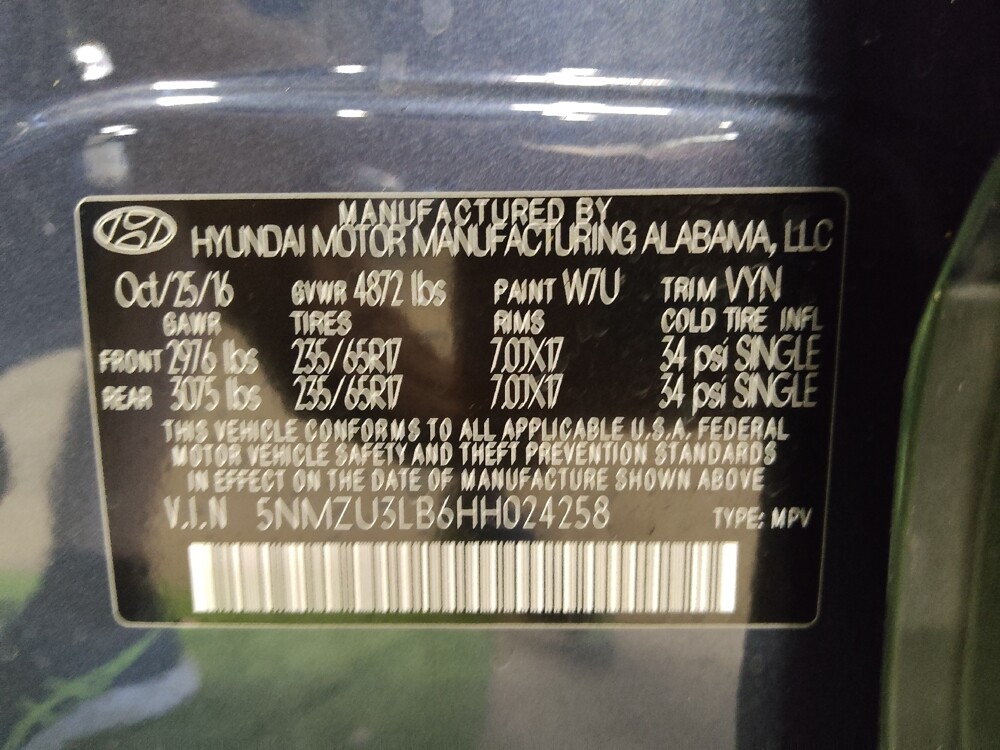 MANUFACTURED BY
HYUNDAI MOTOR MANUFACTURING ALABAMA, LLC
Oct/25/16 GVWR 4872 lbs PAINT W7U TRIM VYN
GAWR TIRES RIMS COLD TIRE INFL
FRONT 2976 lbs 235/65R17 7.0JX17 34 psi SINGLE
REAR 3075 lbs 235/65R17 7.0JX17 34 psi SINGLE
THIS VEHICLE CONFORMS TO ALL APPLICABLE U.S.A. FEDERAL
MOTOR VEHICLE SAFETY AND THEFT PREVENTION STANDARDS
IN EFFECT ON THE DATE OF MANUFACTURE SHOWN ABOVE
V.I.N 5NMZU3LB6HH024258 TYPE: MPV